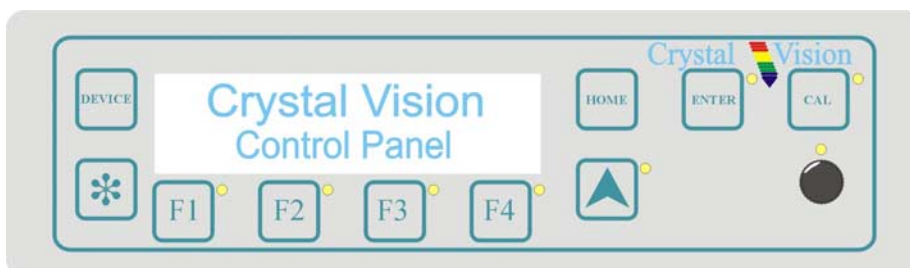 Crystal Vision
DEVICE
Crystal Vision
Control Panel
HOME
ENTER
CAL
F1
F2
F3
F4